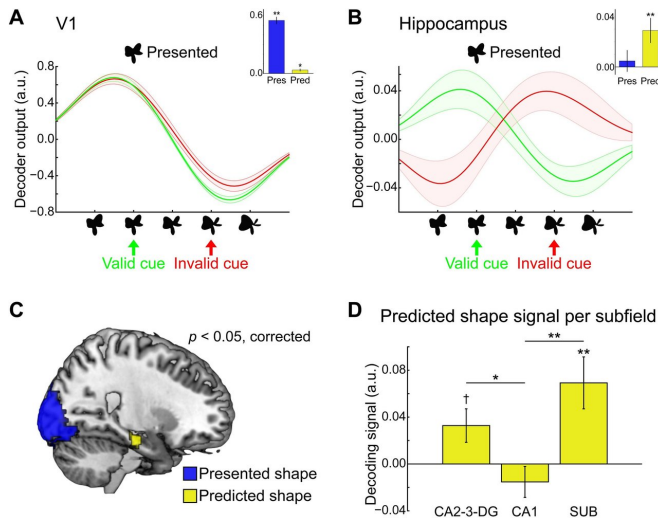 A V1
Presented
**
*
0.6
0.0
Pres Pred
Decoder output (a.u.)
0.8
0.4
0.0
−0.4
−0.8
Valid cue Invalid cue
B Hippocampus
Presented
**
0.04
0.02
0.00
Pres Pred
Decoder output (a.u.)
0.04
0.00
−0.04
Valid cue Invalid cue
C
p < 0.05, corrected
Presented shape
Predicted shape
D Predicted shape signal per subfield
Decoding signal (a.u.)
0.08
0.04
0.00
−0.04
†
*
**
**
CA2-3-DG CA1 SUB